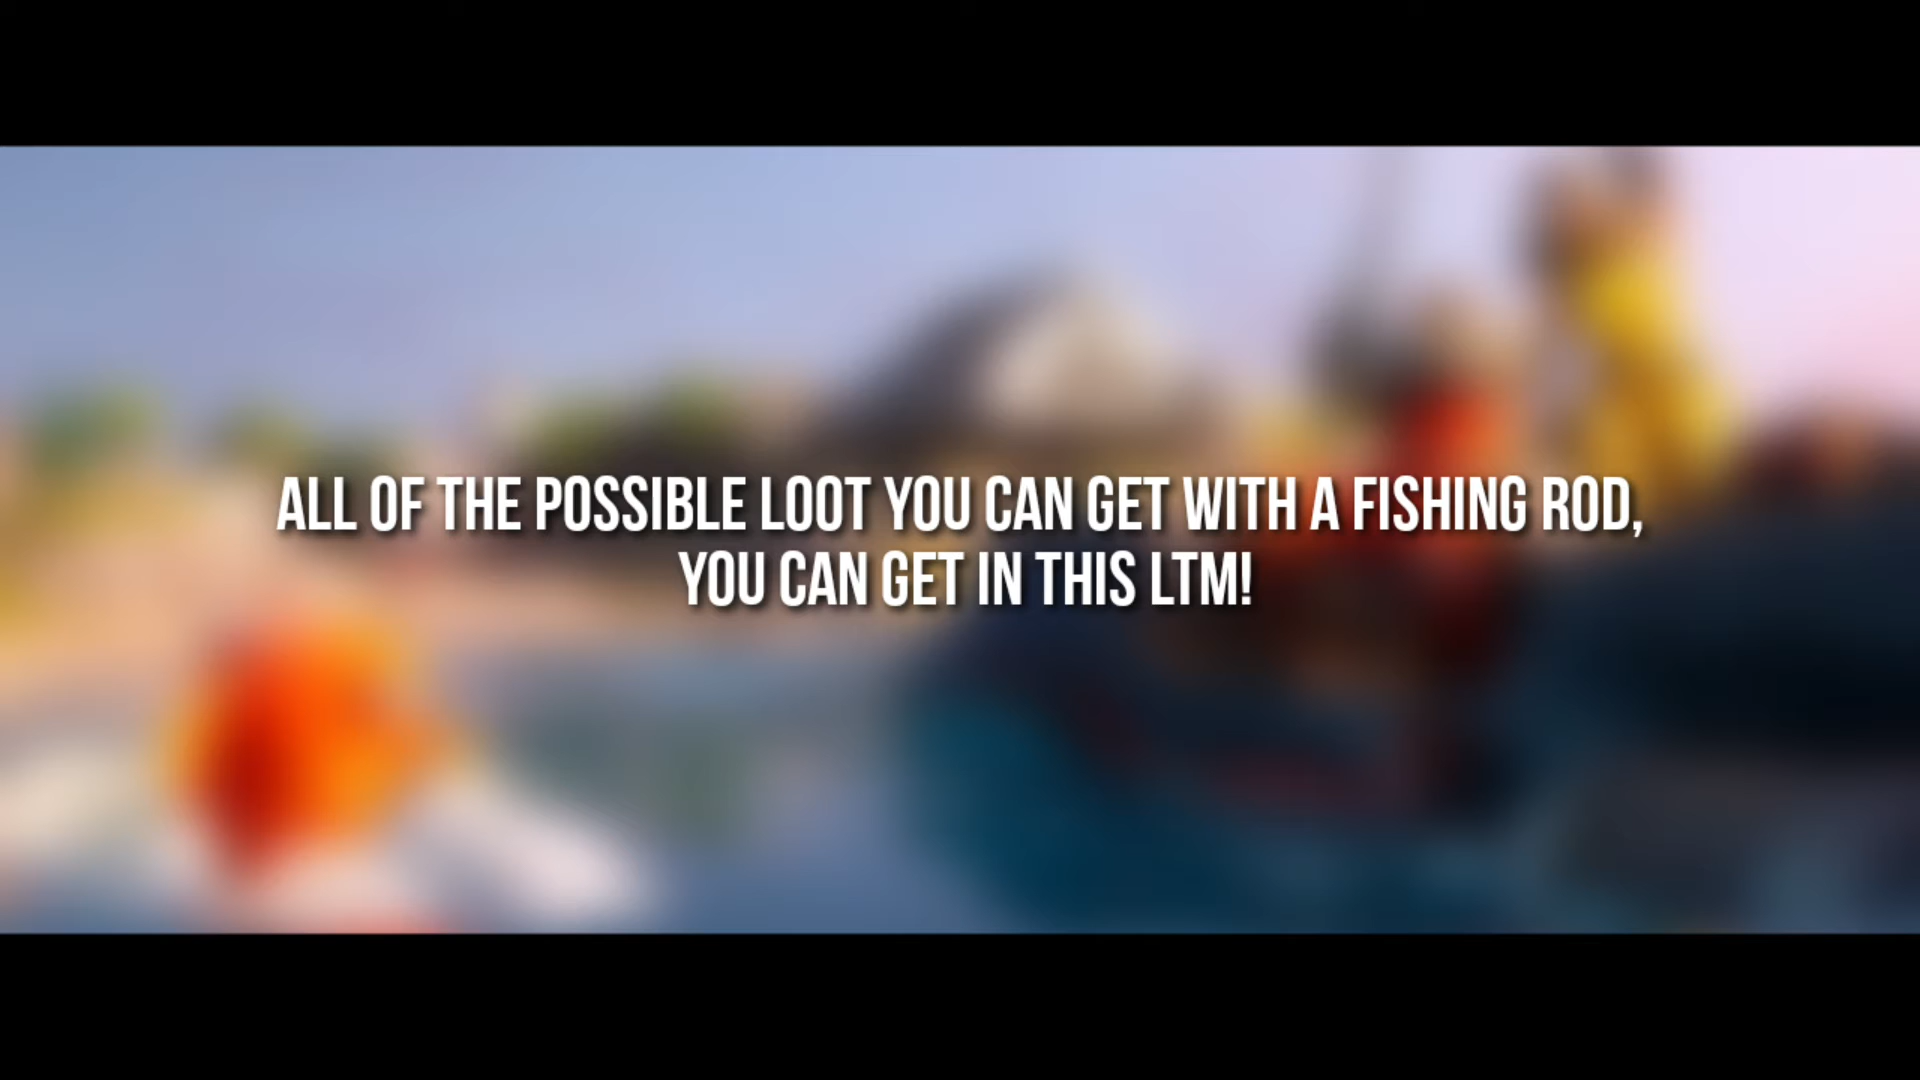 ALL OF THE POSSIBLE LOOT YOU CAN GET WITH A FISHING ROD,
YOU CAN GET IN THIS LTM!